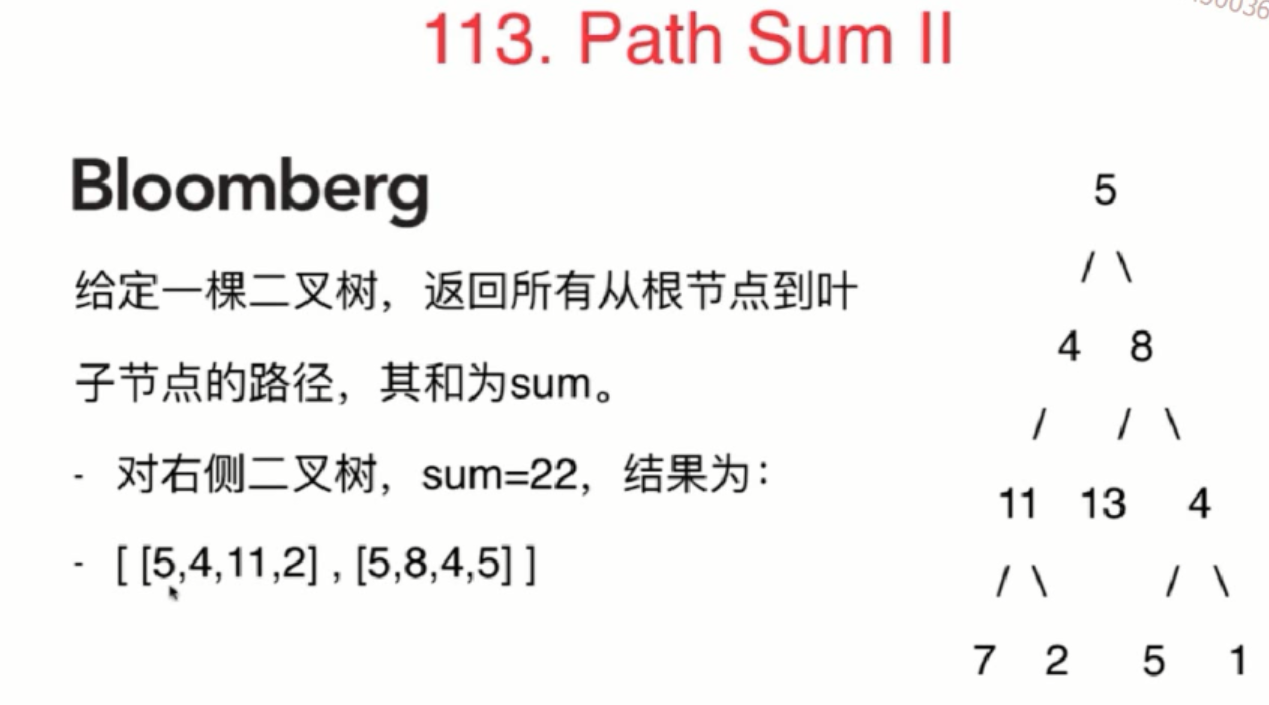 113. Path Sum II
Bloomberg
给定一棵二叉树，返回所有从根节点到叶
子节点的路径，其和为sum。
- 对右侧二叉树，sum=22，结果为：
- [ [5,4,11,2] , [5,8,4,5] ]
5
/ \
4 8
/ / \
11 13 4
/ \ / \
7 2 5 1